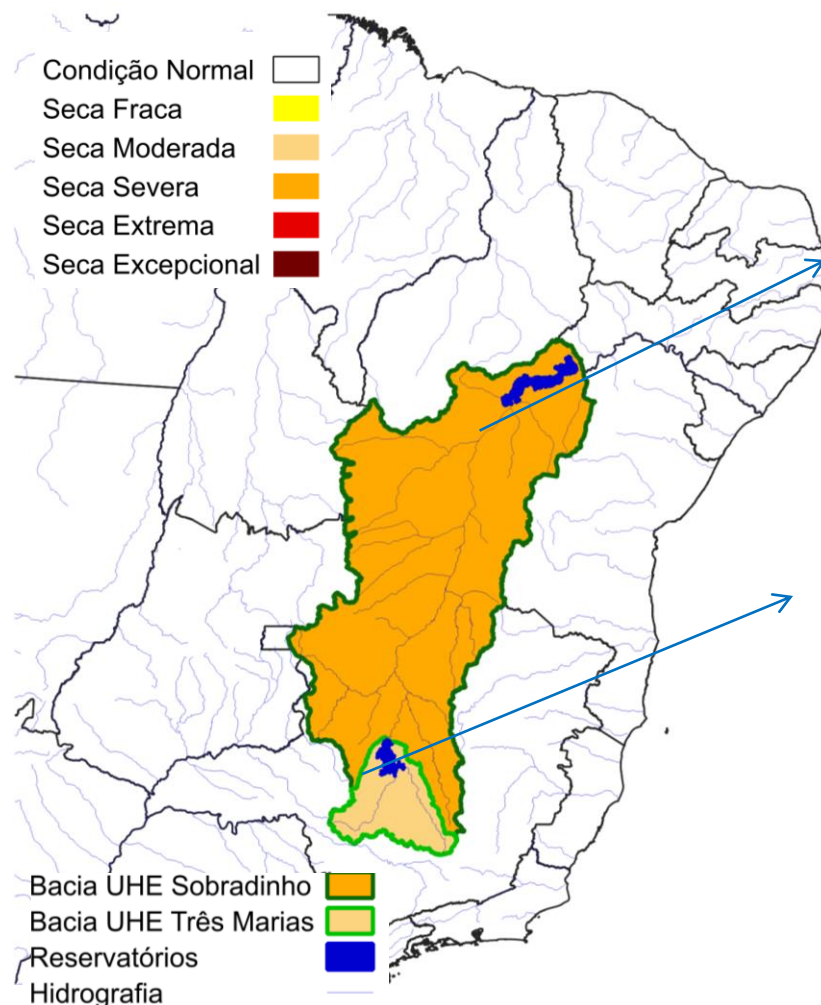 Condição Normal
Seca Fraca
Seca Moderada
Seca Severa
Seca Extrema
Seca Excepcional
Bacia UHE Sobradinho
Bacia UHE Três Marias
Reservatórios
Hidrografia